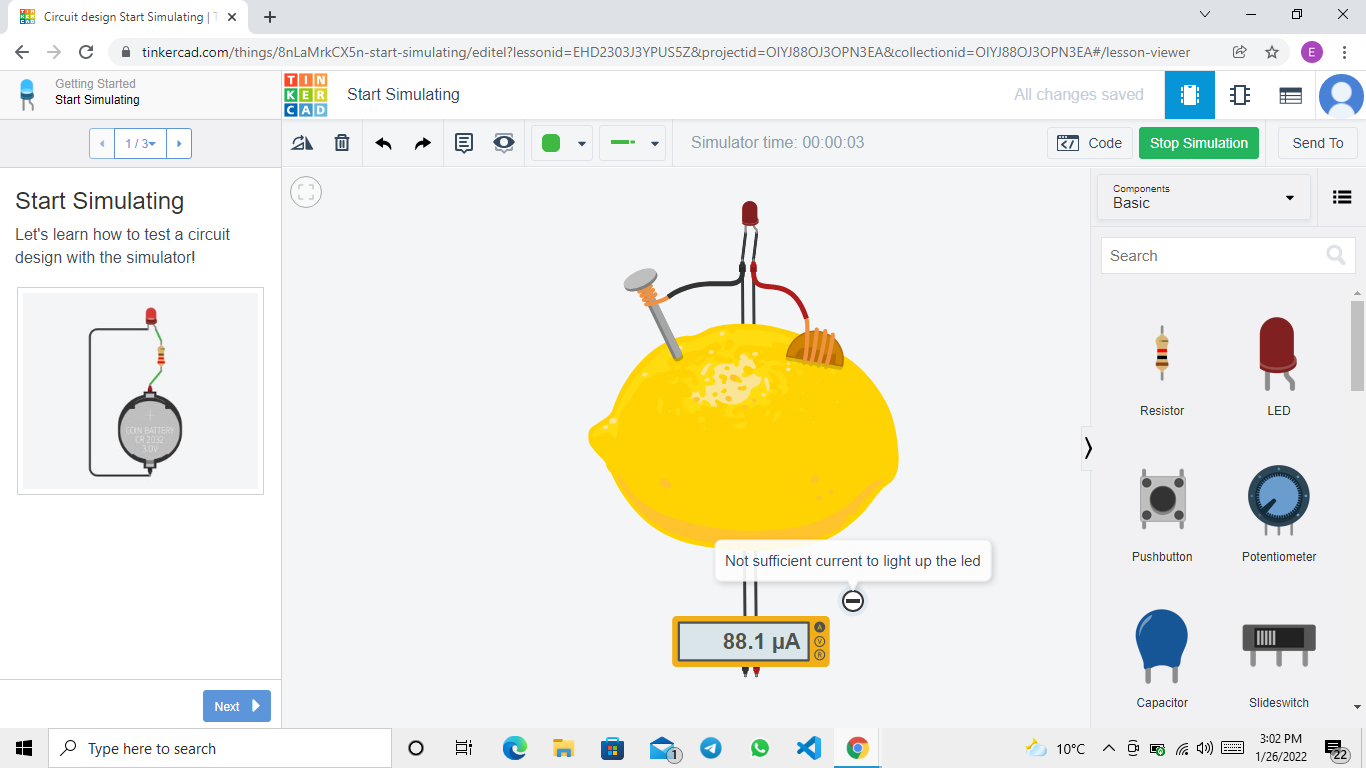 Circuit design Start Simulating | T
tinkercad.com/things/8nLaMrkCX5n-start-simulating/editel?lessonid=EHD2303J3YPUS5Z&projectid=OIYJ88OJ3OPN3EA&collectionid=OIYJ88OJ3OPN3EA#/lesson-viewer
E
Getting Started
Start Simulating
TIN
KER
CAD
Start Simulating
All changes saved
1 / 3
Simulator time: 00:00:03
Code
Stop Simulation
Send To
Start Simulating
Let's learn how to test a circuit
design with the simulator!
COIN BATTERY
CR 2032
3.0V
Components
Basic
Search
Resistor
LED
Pushbutton
Potentiometer
Capacitor
Slideswitch
Not sufficient current to light up the led
88.1 µA
A
V
R
Next
Type here to search
1
10°C
3:02 PM
1/26/2022
22